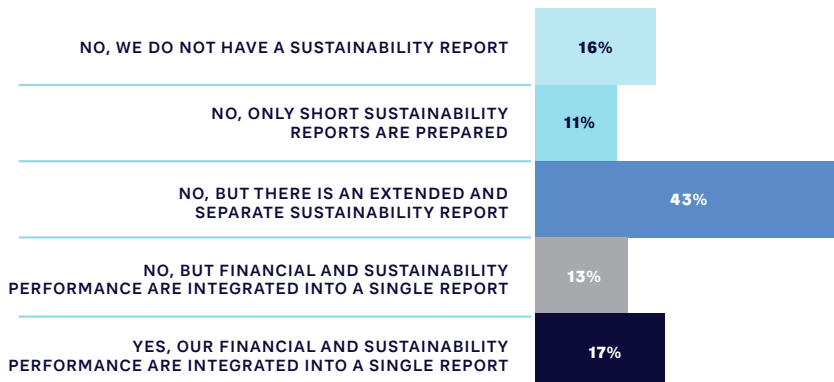 NO, WE DO NOT HAVE A SUSTAINABILITY REPORT
16%
NO, ONLY SHORT SUSTAINABILITY
REPORTS ARE PREPARED
11%
NO, BUT THERE IS AN EXTENDED AND
SEPARATE SUSTAINABILITY REPORT
43%
NO, BUT FINANCIAL AND SUSTAINABILITY
PERFORMANCE ARE INTEGRATED INTO A SINGLE REPORT
13%
YES, OUR FINANCIAL AND SUSTAINABILITY
PERFORMANCE ARE INTEGRATED INTO A SINGLE REPORT
17%